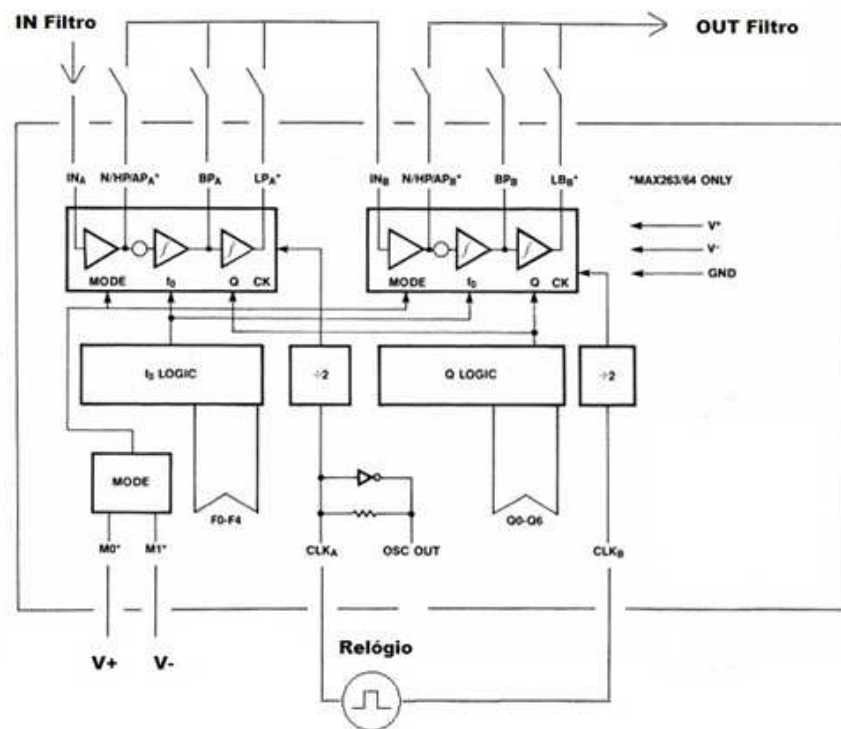 IN Filtro
OUT Filtro
INA N/HP/APA* BPA LPA* INB N/HP/APB* BPB LBB* *MAX263/64 ONLY
V+
V-
GND
MODE f0 Q CK
MODE f0 Q CK
f0 LOGIC
÷2
Q LOGIC
÷2
MODE
F0-F4
Q0-Q6
M0* M1* CLKA OSC OUT CLKB
V+ V-
Relógio